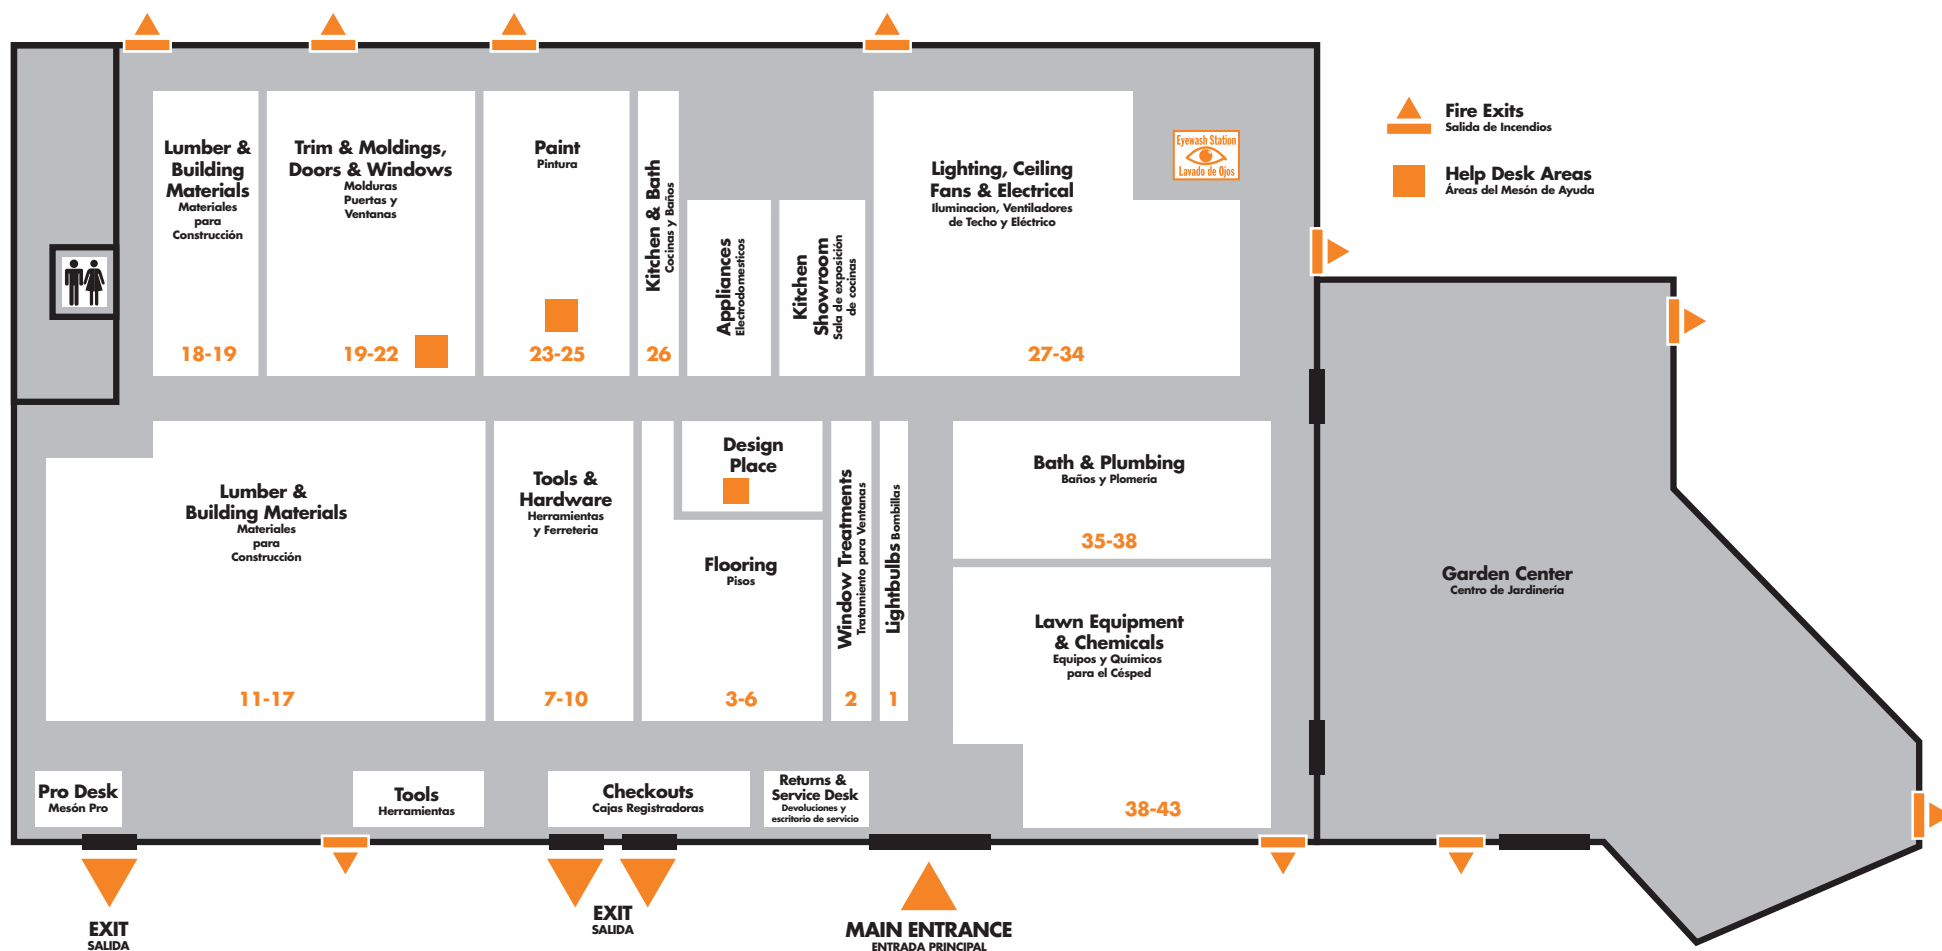 Fire Exits
Salida de Incendios
Help Desk Areas
Áreas del Mesón de Ayuda
Eyewash Station
Lavado de Ojos
Lumber &
Building
Materials
Materiales
para
Construcción
18-19
Trim & Moldings,
Doors & Windows
Molduras
Puertas y
Ventanas
19-22
Paint
Pintura
23-25
Kitchen & Bath
Cocinas y Baños
26
Appliances
Electrodomesticos
Kitchen
Showroom
Sala de exposición
de cocinas
Lighting, Ceiling
Fans & Electrical
Iluminacion, Ventiladores
de Techo y Eléctrico
27-34
Lumber &
Building Materials
Materiales
para
Construcción
11-17
Tools &
Hardware
Herramientas
y Ferreteria
7-10
Design
Place
Flooring
Pisos
3-6
Window Treatments
Tratamiento para Ventanas
2
Lightbulbs Bombillas
1
Bath & Plumbing
Baños y Plomería
35-38
Lawn Equipment
& Chemicals
Equipos y Químicos
para el Césped
38-43
Garden Center
Centro de Jardinería
Pro Desk
Mesón Pro
Tools
Herramientas
Checkouts
Cajas Registradoras
Returns &
Service Desk
Devoluciones y
escritorio de servicio
EXIT
SALIDA
EXIT
SALIDA
MAIN ENTRANCE
ENTRADA PRINCIPAL